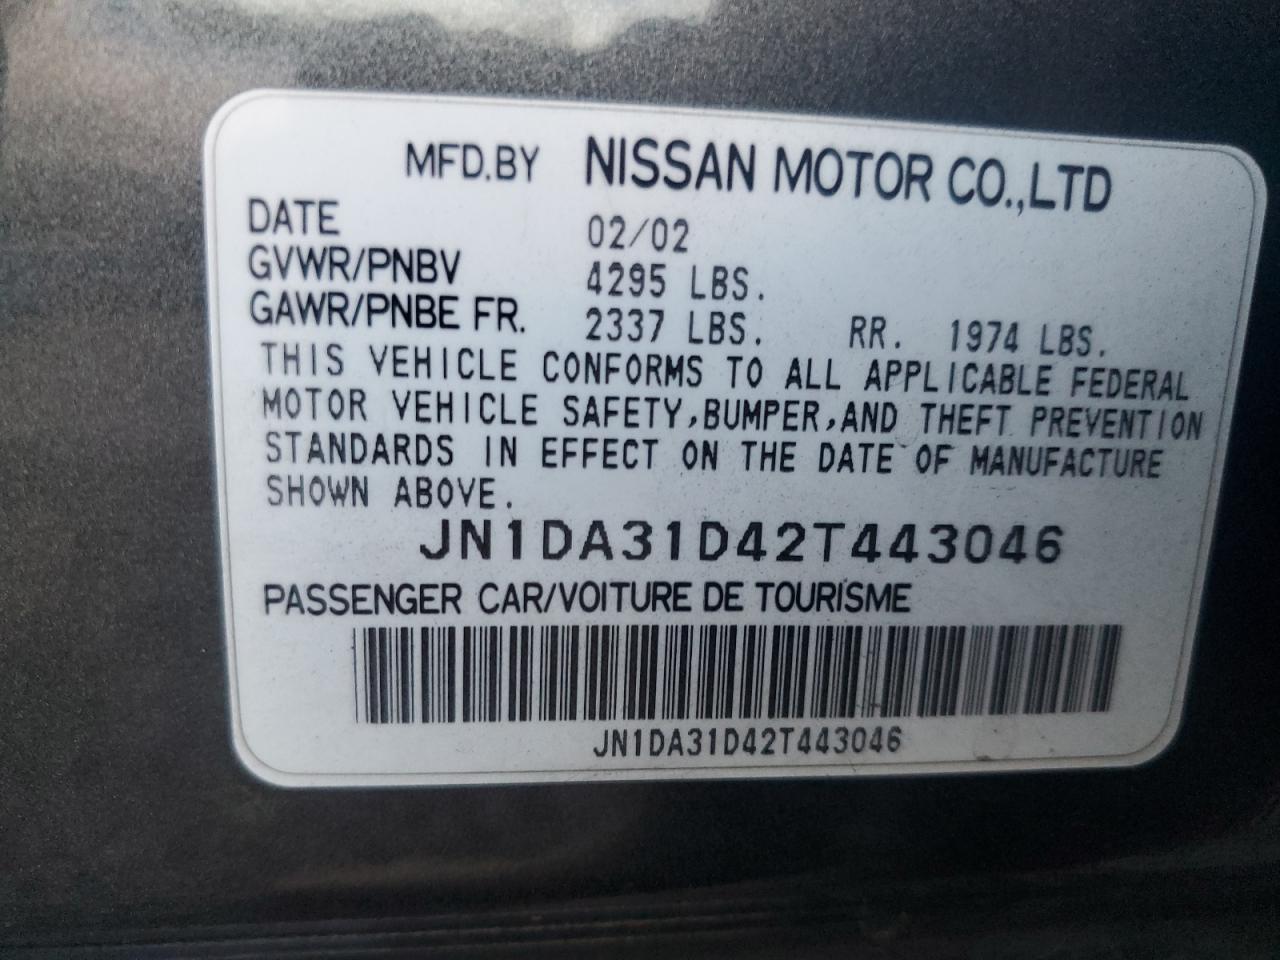 MFD.BY NISSAN MOTOR CO.,LTD
DATE 02/02
GVWR/PNBV 4295 LBS.
GAWR/PNBE FR. 2337 LBS. RR. 1974 LBS.
THIS VEHICLE CONFORMS TO ALL APPLICABLE FEDERAL
MOTOR VEHICLE SAFETY,BUMPER,AND THEFT PREVENTION
STANDARDS IN EFFECT ON THE DATE OF MANUFACTURE
SHOWN ABOVE.
JN1DA31D42T443046
PASSENGER CAR/VOITURE DE TOURISME
JN1DA31D42T443046